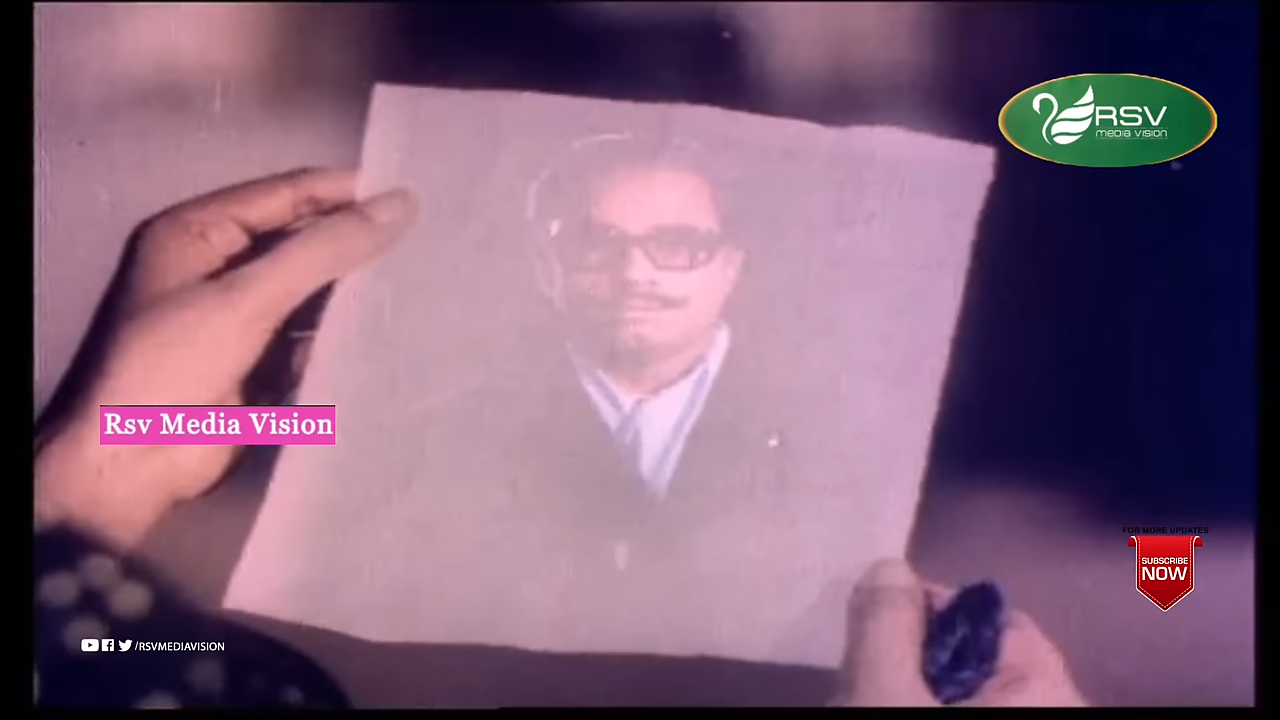 RSV
media vision
Rsv Media Vision
FOR MORE UPDATES
SUBSCRIBE
NOW
/RSVMEDIAVISION